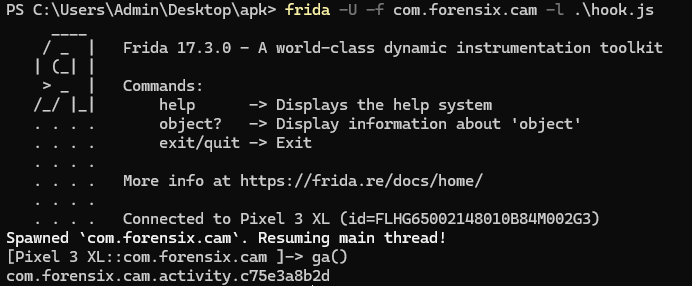 PS C:\Users\Admin\Desktop\apk> frida -U -f com.forensix.cam -l .\hook.js
     ____
    / _  |   Frida 17.3.0 - A world-class dynamic instrumentation toolkit
   | (_| |
    > _  |   Commands:
   /_/ |_|       help      -> Displays the help system
   . . . .       object?   -> Display information about 'object'
   . . . .       exit/quit -> Exit
   . . . .
   . . . .   More info at https://frida.re/docs/home/
   . . . .
   . . . .   Connected to Pixel 3 XL (id=FLHG65002148010B84M002G3)
Spawned `com.forensix.cam`. Resuming main thread!
[Pixel 3 XL::com.forensix.cam ]-> ga()
com.forensix.cam.activity.c75e3a8b2d